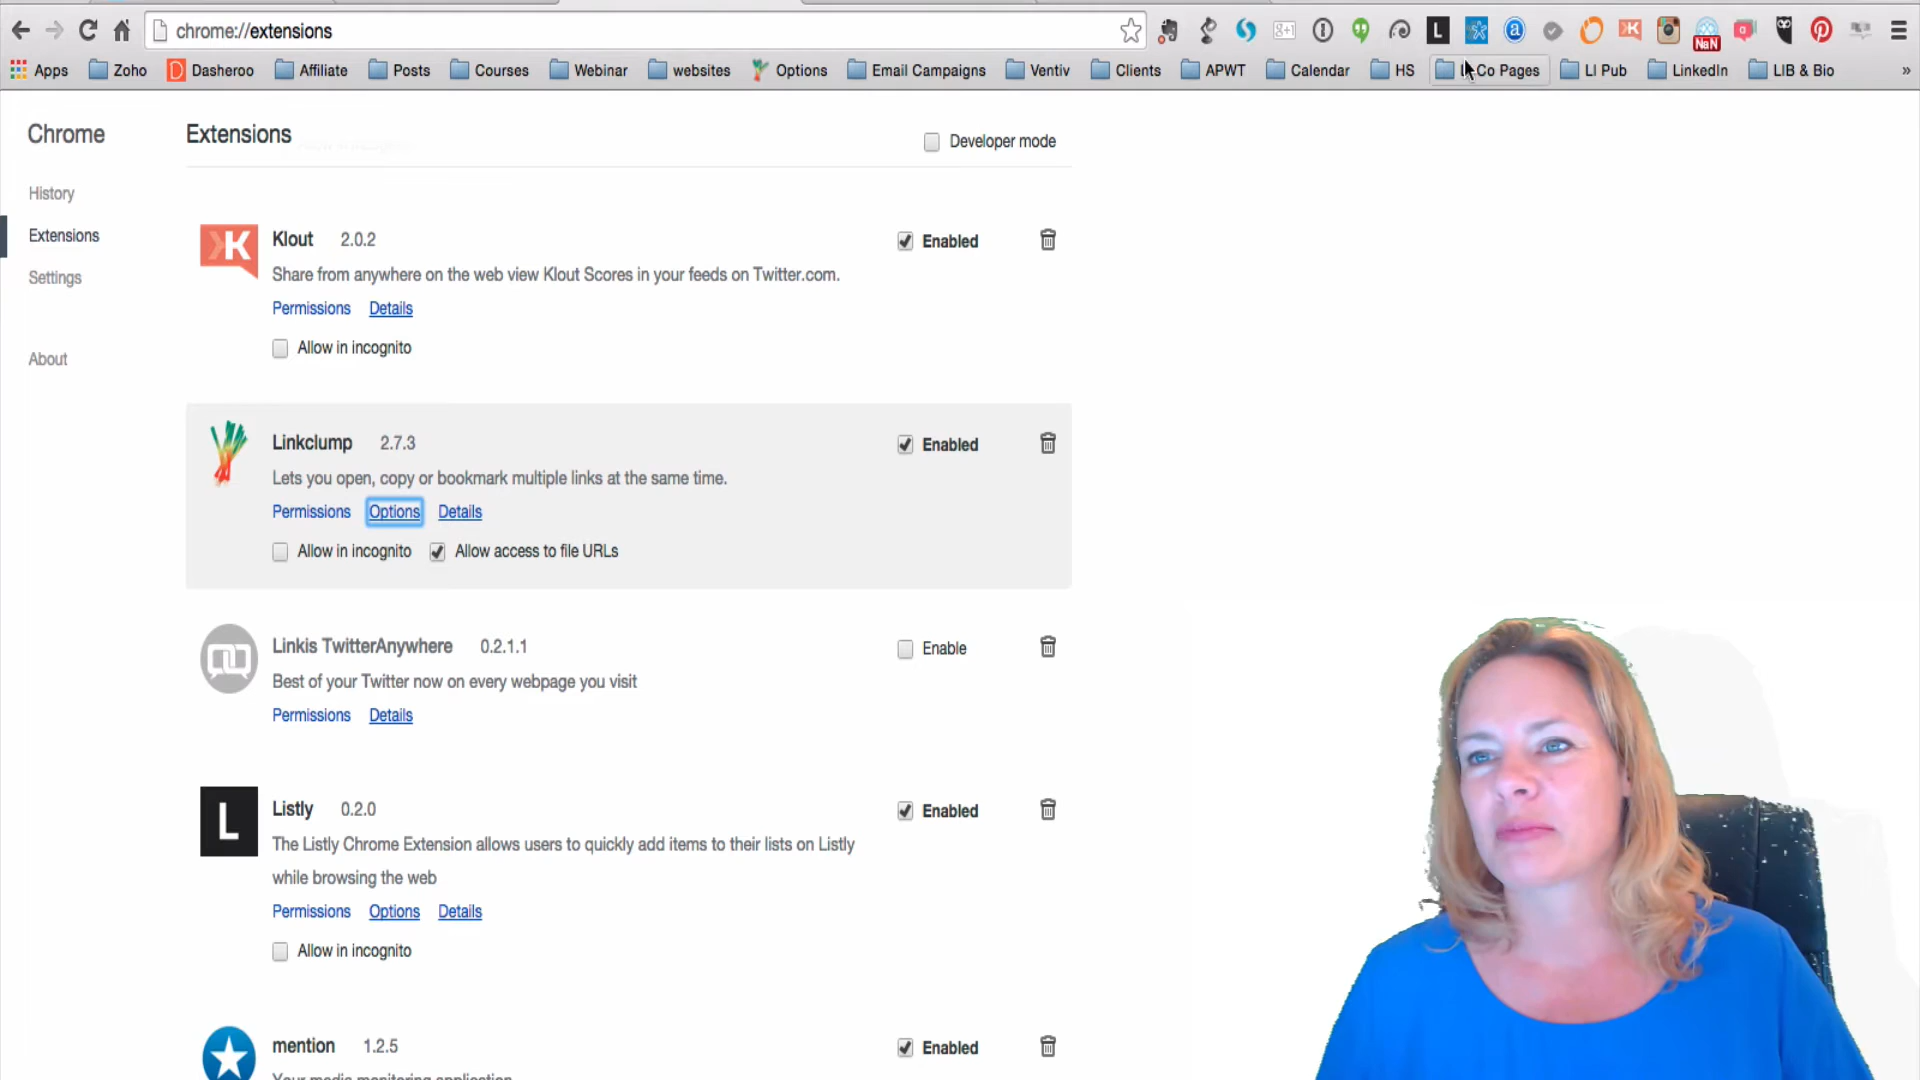 chrome://extensions
g+1
L
a
NaN
Apps Zoho Dasheroo Affiliate Posts Courses Webinar websites Options Email Campaigns Ventiv Clients APWT Calendar HS Co Pages LI Pub LinkedIn LIB & Bio »
Chrome
Extensions
Developer mode
History
Extensions
Settings
About
K
Klout 2.0.2
Enabled
Share from anywhere on the web view Klout Scores in your feeds on Twitter.com.
Permissions Details
Allow in incognito
Linkclump 2.7.3
Enabled
Lets you open, copy or bookmark multiple links at the same time.
Permissions Options Details
Allow in incognito Allow access to file URLs
Linkis TwitterAnywhere 0.2.1.1
Enable
Best of your Twitter now on every webpage you visit
Permissions Details
L
Listly 0.2.0
Enabled
The Listly Chrome Extension allows users to quickly add items to their lists on Listly
while browsing the web
Permissions Options Details
Allow in incognito
mention 1.2.5
Enabled
Your media monitoring application